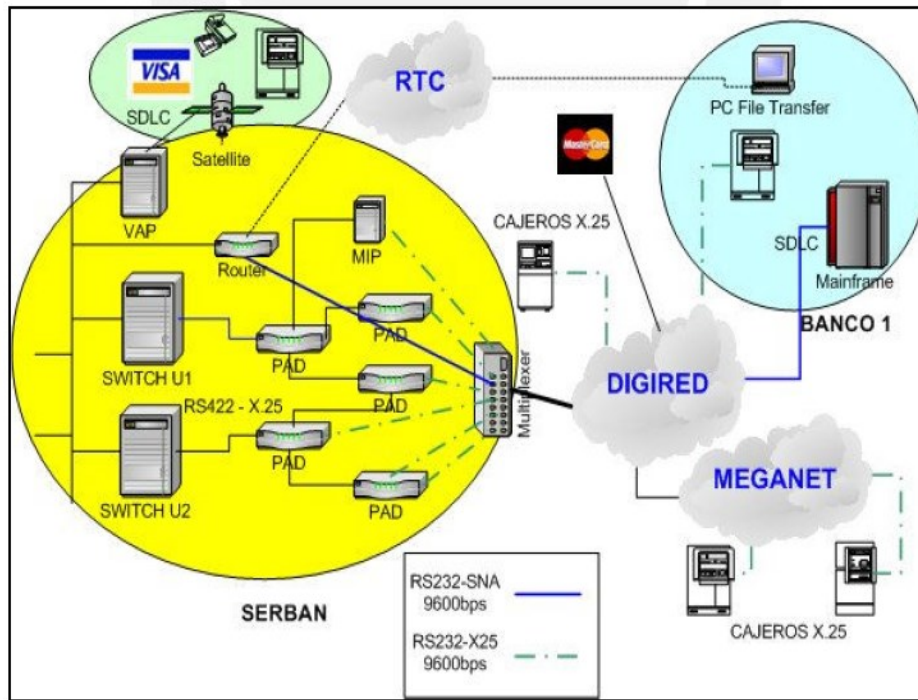 VISA
SDLC
Satellite
VAP
RTC
PC File Transfer
MasterCard
SDLC
Mainframe
BANCO 1
CAJEROS X.25
Router
MIP
SWITCH U1
PAD
PAD
PAD
RS422 - X.25
PAD
PAD
SWITCH U2
Multiplexer
DIGIRED
MEGANET
CAJEROS X.25
SERBAN
RS232-SNA
9600bps
RS232-X25
9600bps